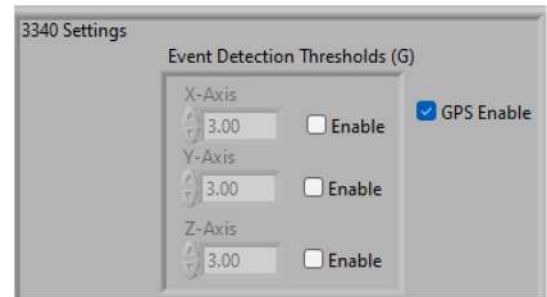 3340 Settings
Event Detection Thresholds (G)
X-Axis
3.00 Enable
GPS Enable
Y-Axis
3.00 Enable
Z-Axis
3.00 Enable